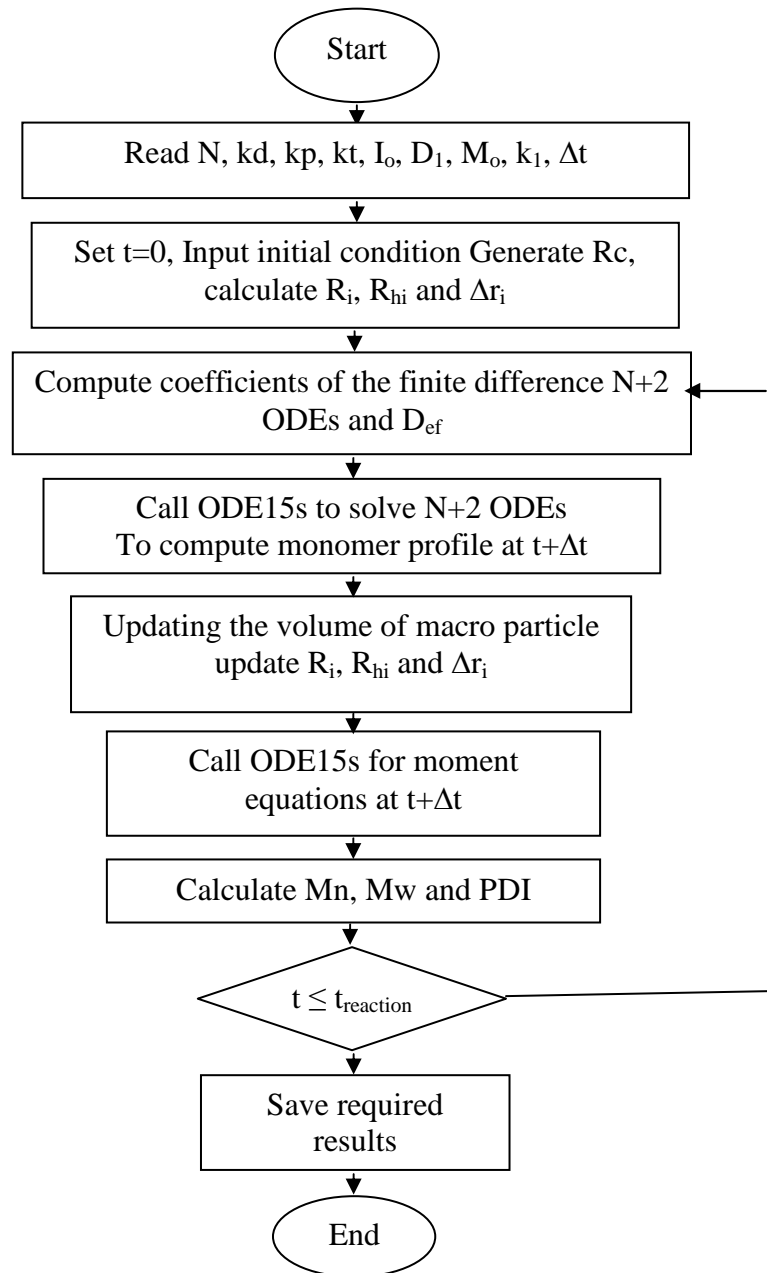 Start
Read N, kd, kp, kt, Iₒ, D₁, Mₒ, k₁, Δt
Set t=0, Input initial condition Generate Rc,
calculate Rᵢ, Rₕᵢ and Δrᵢ
Compute coefficients of the finite difference N+2
ODEs and D_ef
Call ODE15s to solve N+2 ODEs
To compute monomer profile at t+Δt
Updating the volume of macro particle
update Rᵢ, Rₕᵢ and Δrᵢ
Call ODE15s for moment
equations at t+Δt
Calculate Mn, Mw and PDI
t ≤ t_reaction
Save required
results
End